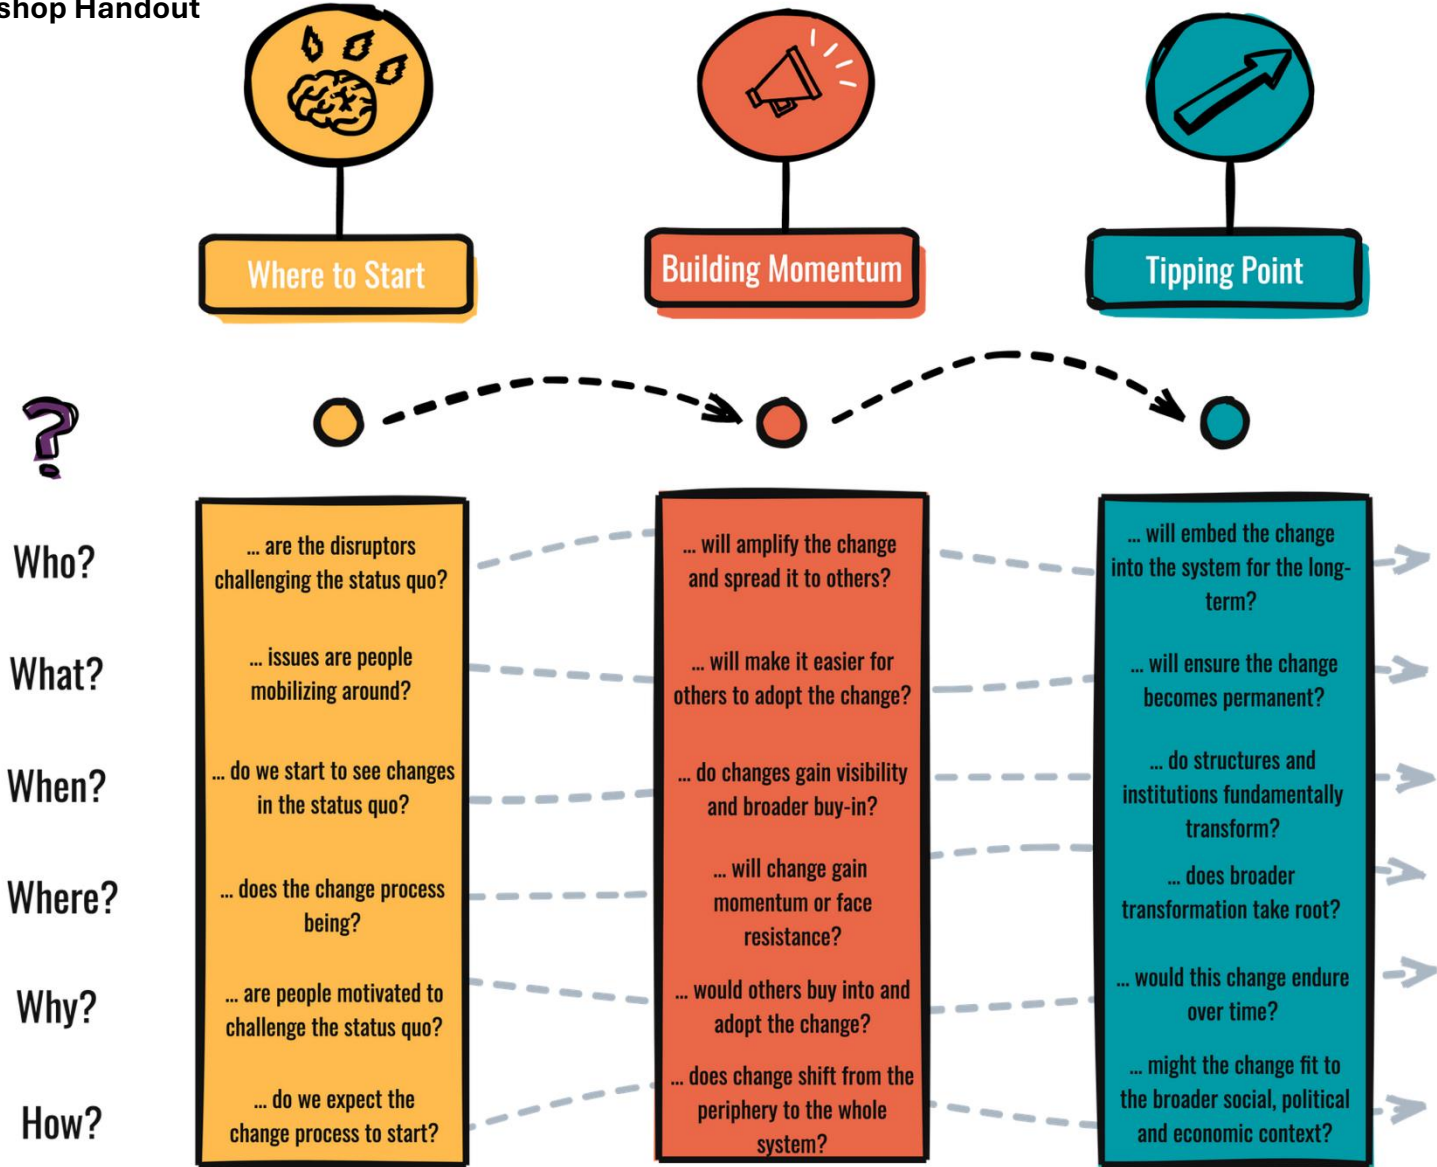 shop Handout
Where to Start
Building Momentum
Tipping Point
?
Who?
... are the disruptors
challenging the status quo?
... will amplify the change
and spread it to others?
... will embed the change
into the system for the long-
term?
What?
... issues are people
mobilizing around?
... will make it easier for
others to adopt the change?
... will ensure the change
becomes permanent?
When?
... do we start to see changes
in the status quo?
... do changes gain visibility
and broader buy-in?
... do structures and
institutions fundamentally
transform?
Where?
... does the change process
being?
... will change gain
momentum or face
resistance?
... does broader
transformation take root?
Why?
... are people motivated to
challenge the status quo?
... would others buy into and
adopt the change?
... would this change endure
over time?
How?
... do we expect the
change process to start?
... does change shift from the
periphery to the whole
system?
... might the change fit to
the broader social, political
and economic context?